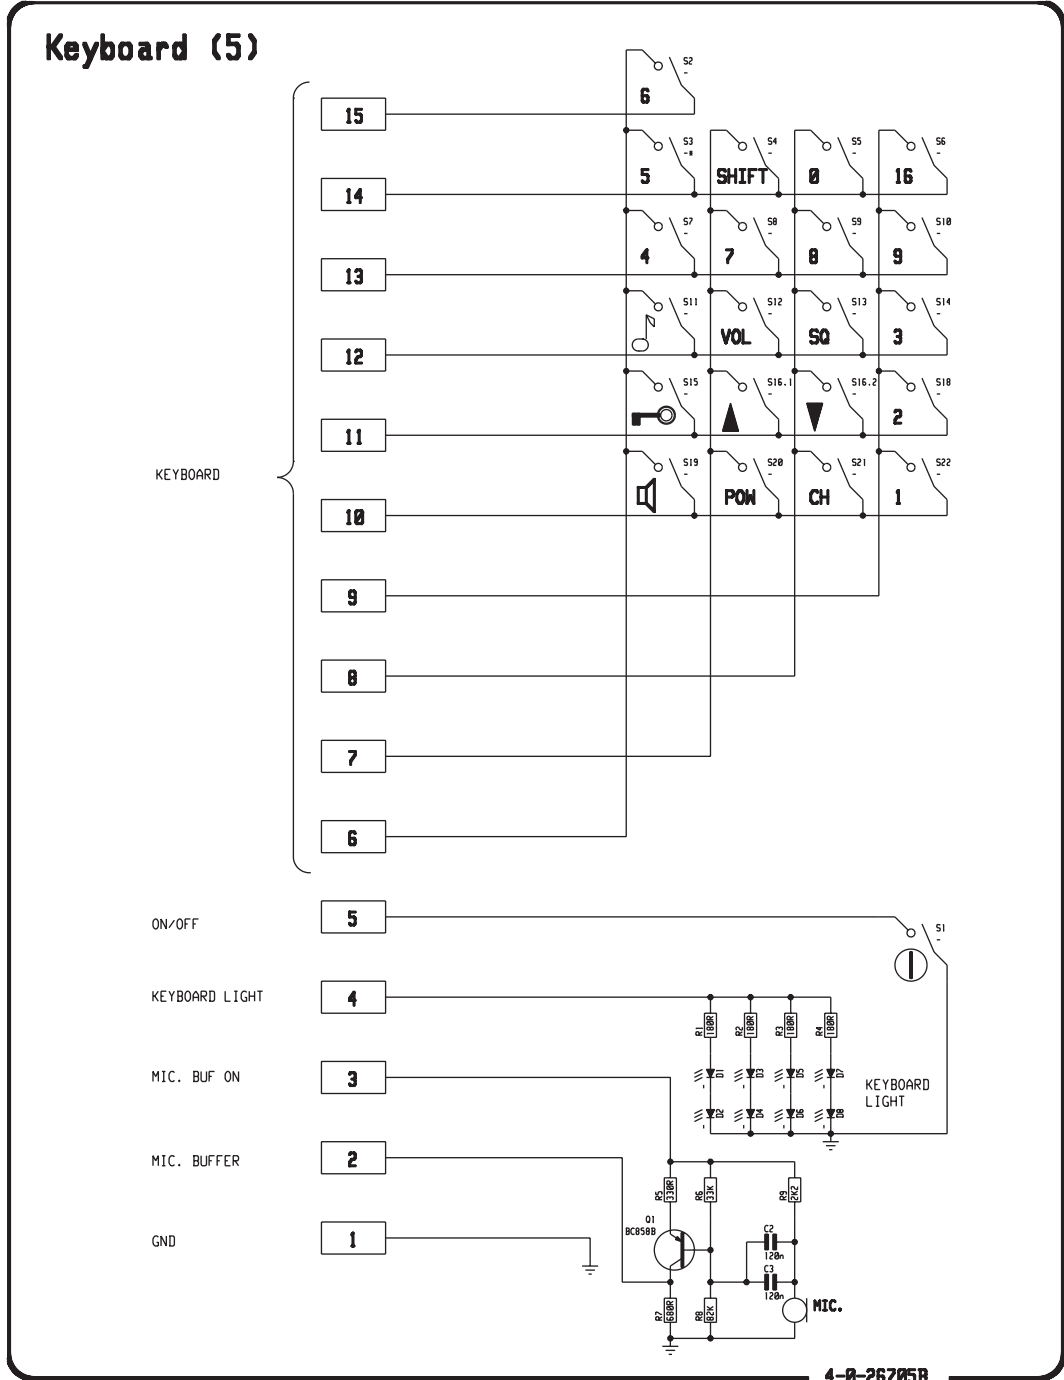 Keyboard (5)
S2
-
6
15
S3
-*
5
S4
-
SHIFT
S5
-
0
S6
-
16
14
S7
-
4
S8
-
7
S9
-
8
S10
-
9
13
S11
-
S12
-
VOL
S13
-
SQ
S14
-
3
12
S15
-
S16.1
-
S16.2
-
S18
-
2
11
KEYBOARD
S19
-
S20
-
POW
S21
-
CH
S22
-
1
10
9
8
7
6
ON/OFF
5
S1
-
KEYBOARD LIGHT
4
R1
180R
R2
180R
R3
180R
R4
180R
MIC. BUF ON
3
D1
D3
D5
D7
KEYBOARD
LIGHT
D2
D4
D6
D8
MIC. BUFFER
2
R5
330R
R6
33K
R9
2K2
GND
1
Q1
BC858B
C2
120n
C3
120n
R7
680R
R8
82K
MIC.
4-0-26705B